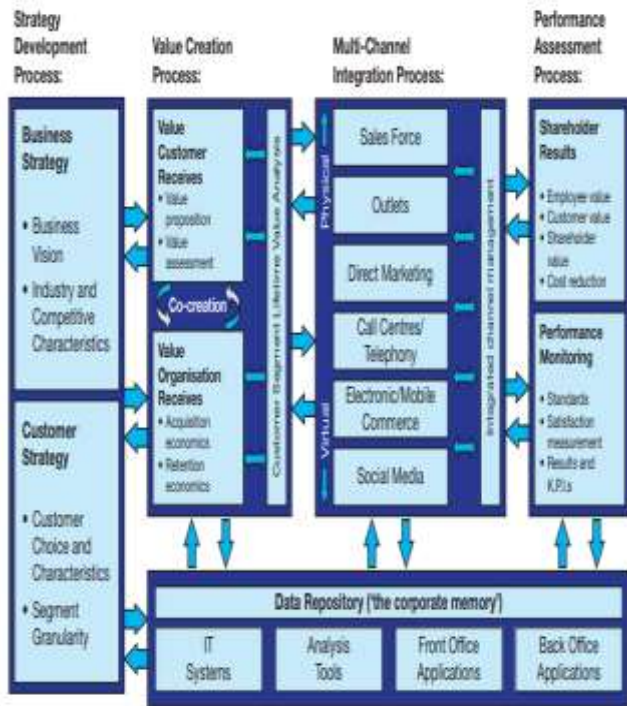 Strategy
Development
Process:
Value Creation
Process:
Multi-Channel
Integration Process:
Performance
Assessment
Process:
Business
Strategy
• Business
Vision
• Industry and
Competitive
Characteristics
Customer
Strategy
• Customer
Choice and
Characteristics
• Segment
Granularity
Value
Customer
Receives
• Value
proposition
• Value
assessment
Co-creation
Value
Organisation
Receives
• Acquisition
economics
• Retention
economics
Customer Segment Lifetime Value Analysis
Physical
Virtual
Sales Force
Outlets
Direct Marketing
Call Centres/
Telephony
Electronic/Mobile
Commerce
Social Media
Integrated channel management
Shareholder
Results
• Employee value
• Customer value
• Shareholder
value
• Cost reduction
Performance
Monitoring
• Standards
• Satisfaction
measurement
• Results and
K.P.I.s
Data Repository ('the corporate memory')
IT
Systems
Analysis
Tools
Front Office
Applications
Back Office
Applications